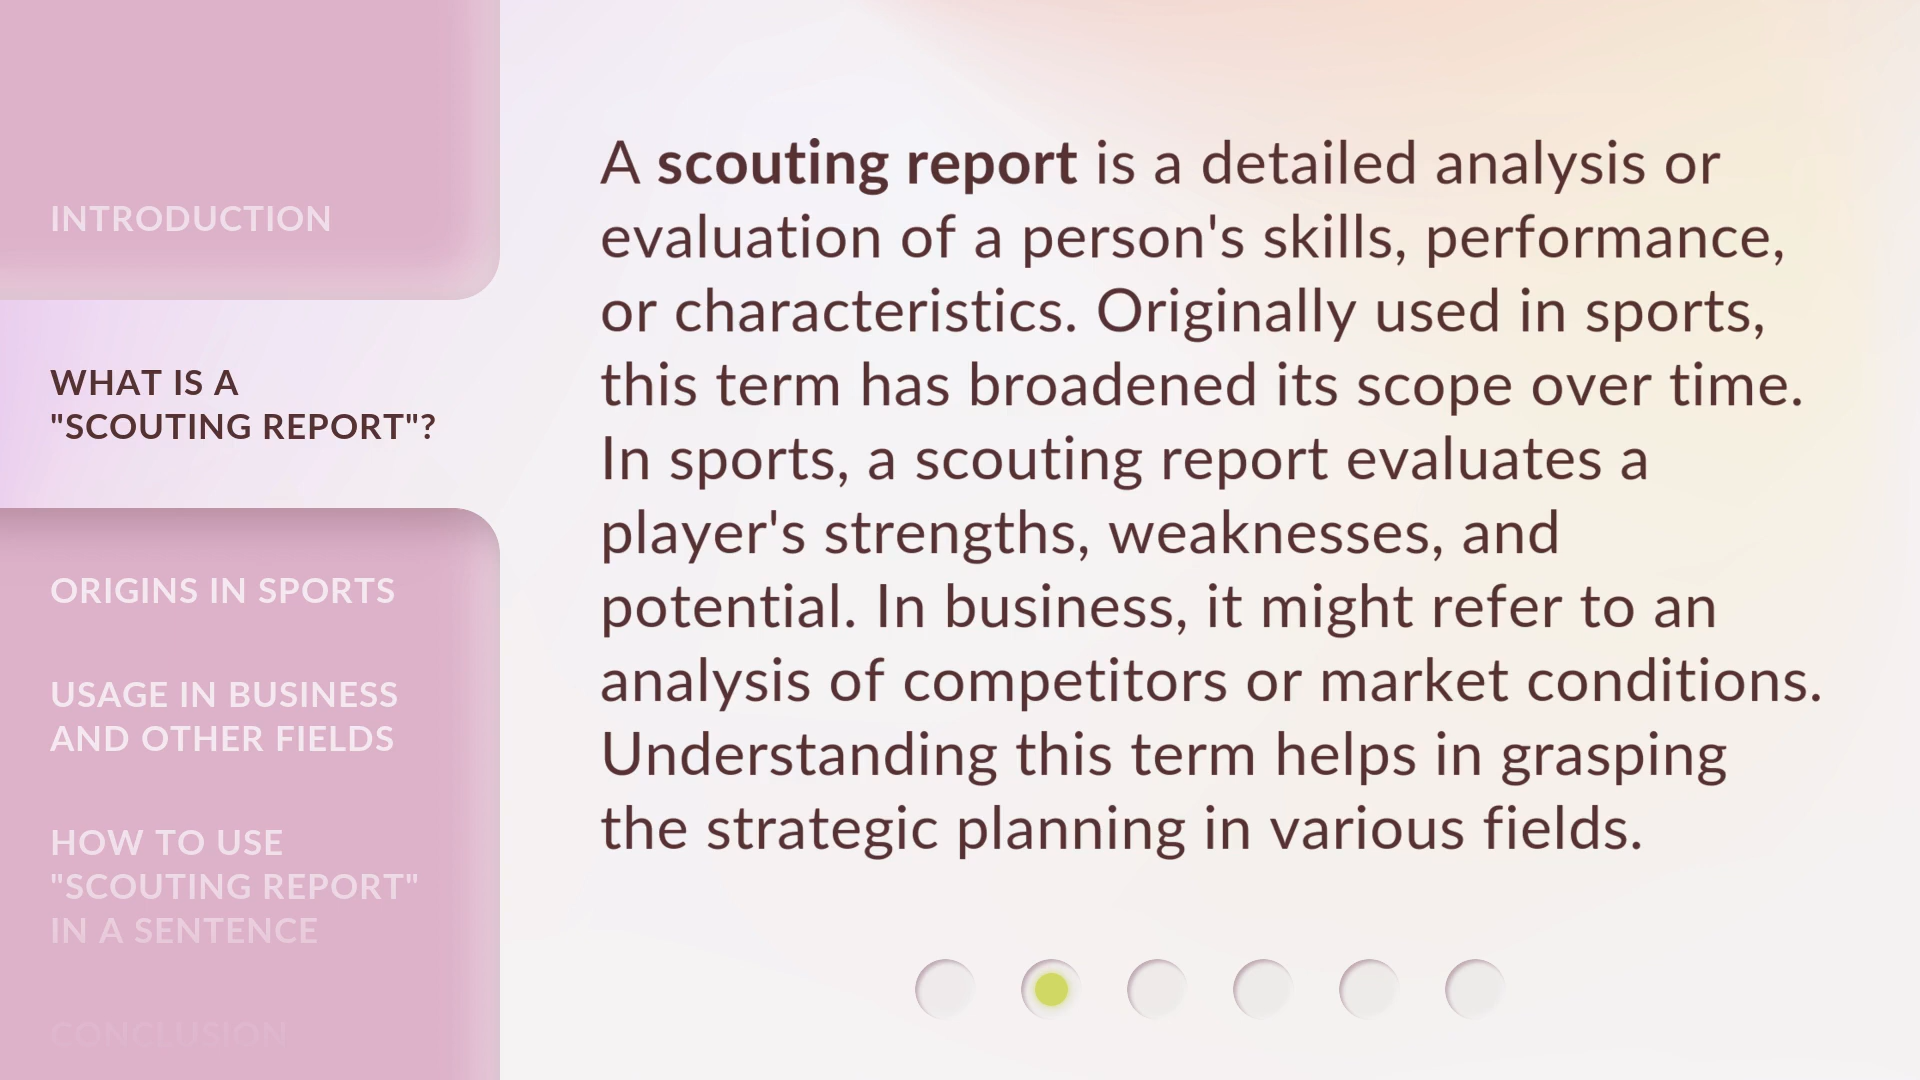 INTRODUCTION
WHAT IS A
"SCOUTING REPORT"?
ORIGINS IN SPORTS
USAGE IN BUSINESS
AND OTHER FIELDS
HOW TO USE
"SCOUTING REPORT"
IN A SENTENCE
CONCLUSION
A scouting report is a detailed analysis or
evaluation of a person's skills, performance,
or characteristics. Originally used in sports,
this term has broadened its scope over time.
In sports, a scouting report evaluates a
player's strengths, weaknesses, and
potential. In business, it might refer to an
analysis of competitors or market conditions.
Understanding this term helps in grasping
the strategic planning in various fields.